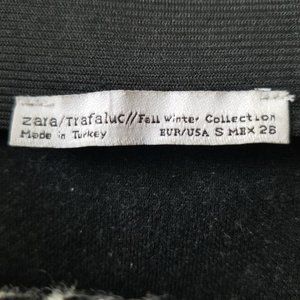 Zara/Trafaluc//Fall Winter Collection
Made in Turkey EUR/USA S MEX 26